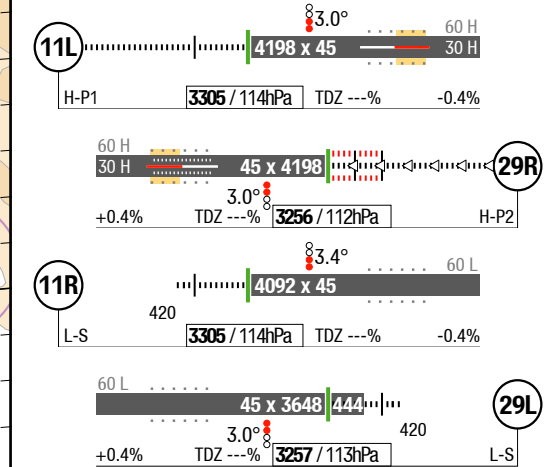 3.0°
60 H
11L 4198 x 45 30 H
H-P1 3305 / 114hPa TDZ ---% -0.4%
60 H
30 H 45 x 4198 29R
3.0°
+0.4% TDZ ---% 3256 / 112hPa H-P2
3.4°
60 L
11R 4092 x 45
420
L-S 3305 / 114hPa TDZ ---% -0.4%
60 L
45 x 3648 444 29L
3.0° 420
+0.4% TDZ ---% 3257 / 113hPa L-S